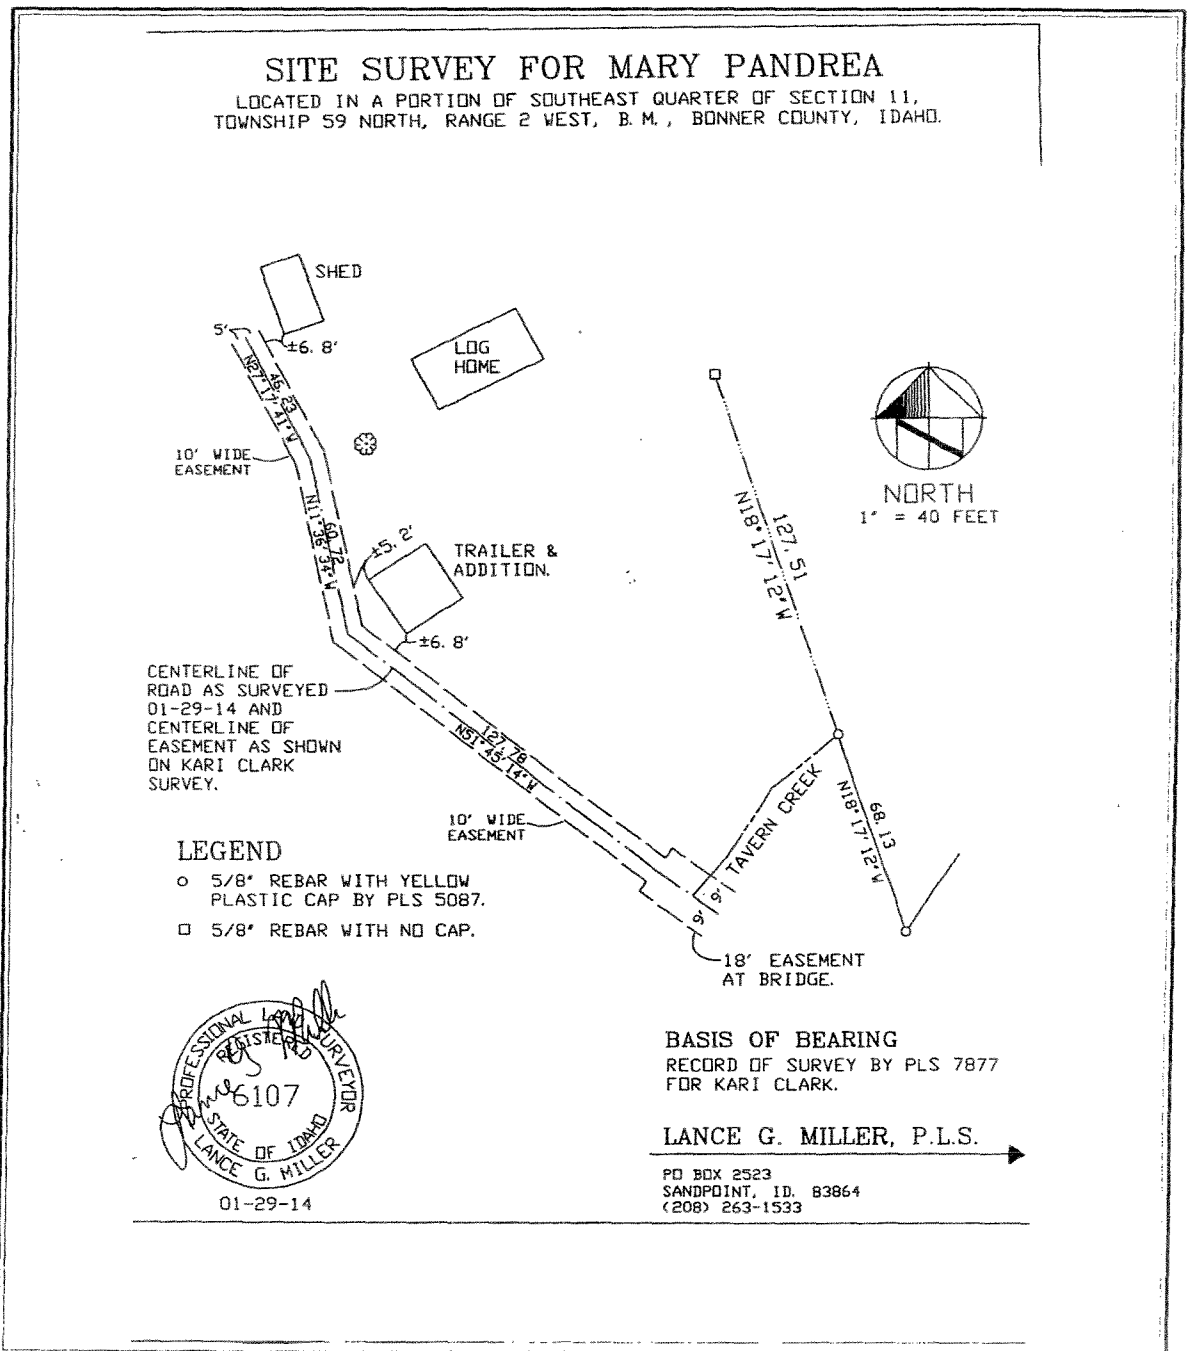 SITE SURVEY FOR MARY PANDREA
LOCATED IN A PORTION OF SOUTHEAST QUARTER OF SECTION 11,
TOWNSHIP 59 NORTH, RANGE 2 WEST, B. M., BONNER COUNTY, IDAHO.
SHED
5'
±6. 8'
46. 23
N27°17'41"W
LOG
HOME
10' WIDE
EASEMENT
NORTH
1" = 40 FEET
127. 51
N18°17'12"W
60. 72
N11°36'34"W
±5. 2'
TRAILER &
ADDITION.
±6. 8'
CENTERLINE OF
ROAD AS SURVEYED
01-29-14 AND
CENTERLINE OF
EASEMENT AS SHOWN
ON KARI CLARK
SURVEY.
127. 78
N51°45'14"W
10' WIDE
EASEMENT
TAVERN CREEK
68. 13
N18°17'12"W
9'
9'
18' EASEMENT
AT BRIDGE.
LEGEND
5/8" REBAR WITH YELLOW
PLASTIC CAP BY PLS 5087.
5/8" REBAR WITH NO CAP.
PROFESSIONAL LAND SURVEYOR
REGISTERED
6107
STATE OF IDAHO
LANCE G. MILLER
01-29-14
BASIS OF BEARING
RECORD OF SURVEY BY PLS 7877
FOR KARI CLARK.
LANCE G. MILLER, P.L.S.
PO BOX 2523
SANDPOINT, ID. 83864
(208) 263-1533